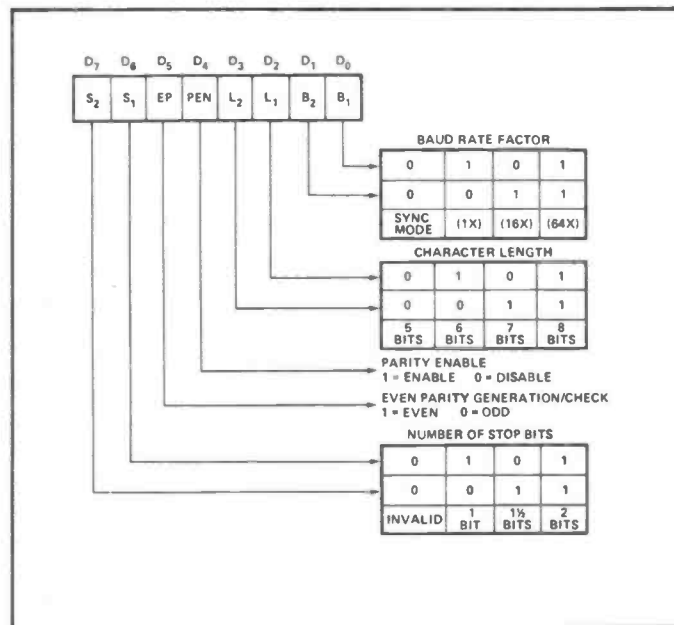 D7 D6 D5 D4 D3 D2 D1 D0
S2 S1 EP PEN L2 L1 B2 B1
BAUD RATE FACTOR
0 1 0 1
0 0 1 1
SYNC MODE (1X) (16X) (64X)
CHARACTER LENGTH
0 1 0 1
0 0 1 1
5 BITS 6 BITS 7 BITS 8 BITS
PARITY ENABLE
1 = ENABLE 0 = DISABLE
EVEN PARITY GENERATION/CHECK
1 = EVEN 0 = ODD
NUMBER OF STOP BITS
0 1 0 1
0 0 1 1
INVALID 1 BIT 1½ BITS 2 BITS